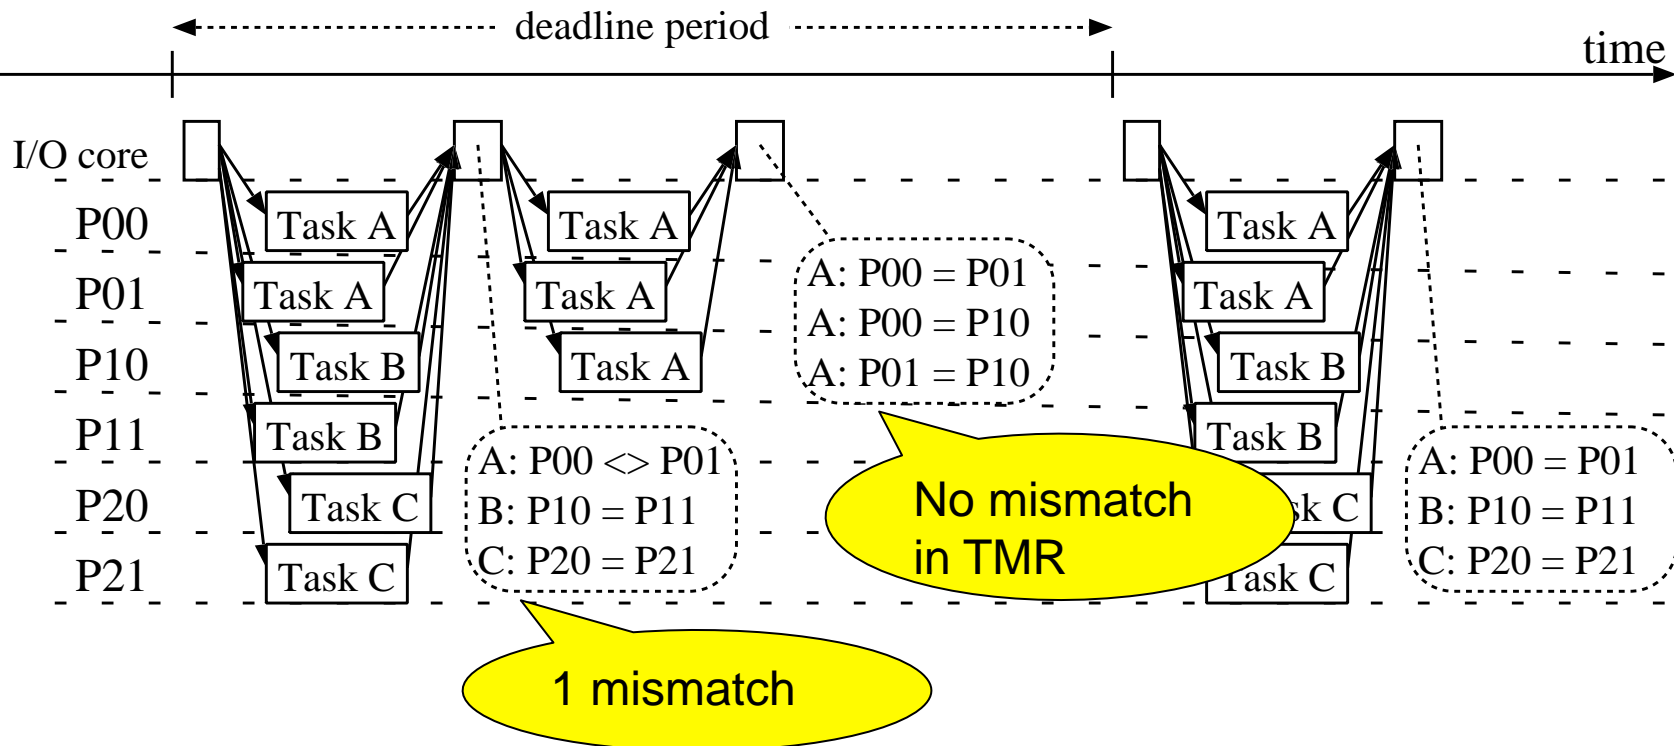 deadline period
time
I/O core
P00
Task A
Task A
Task A
P01
Task A
Task A
Task A
P10
Task B
Task A
Task B
P11
Task B
Task B
P20
Task C
sk C
P21
Task C
Task C
A: P00 <> P01
B: P10 = P11
C: P20 = P21
A: P00 = P01
A: P00 = P10
A: P01 = P10
A: P00 = P01
B: P10 = P11
C: P20 = P21
No mismatch
in TMR
1 mismatch